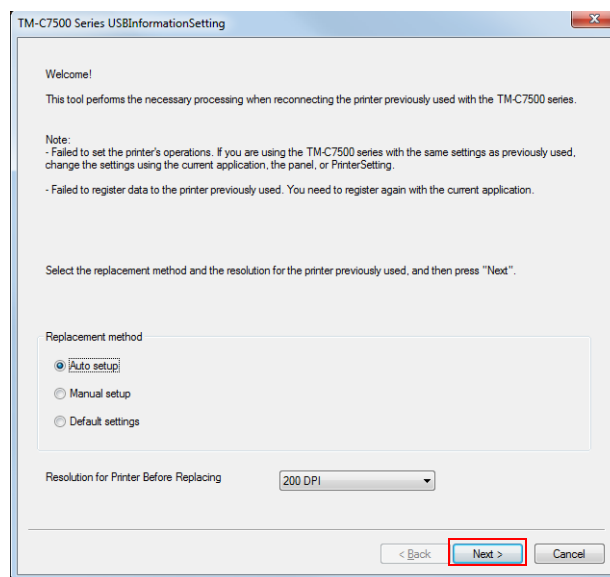 TM-C7500 Series USBInformationSetting
Welcome!
This tool performs the necessary processing when reconnecting the printer previously used with the TM-C7500 series.
Note:
- Failed to set the printer's operations. If you are using the TM-C7500 series with the same settings as previously used,
change the settings using the current application, the panel, or PrinterSetting.
- Failed to register data to the printer previously used. You need to register again with the current application.
Select the replacement method and the resolution for the printer previously used, and then press "Next".
Replacement method
Auto setup
Manual setup
Default settings
Resolution for Printer Before Replacing 200 DPI
< Back Next > Cancel